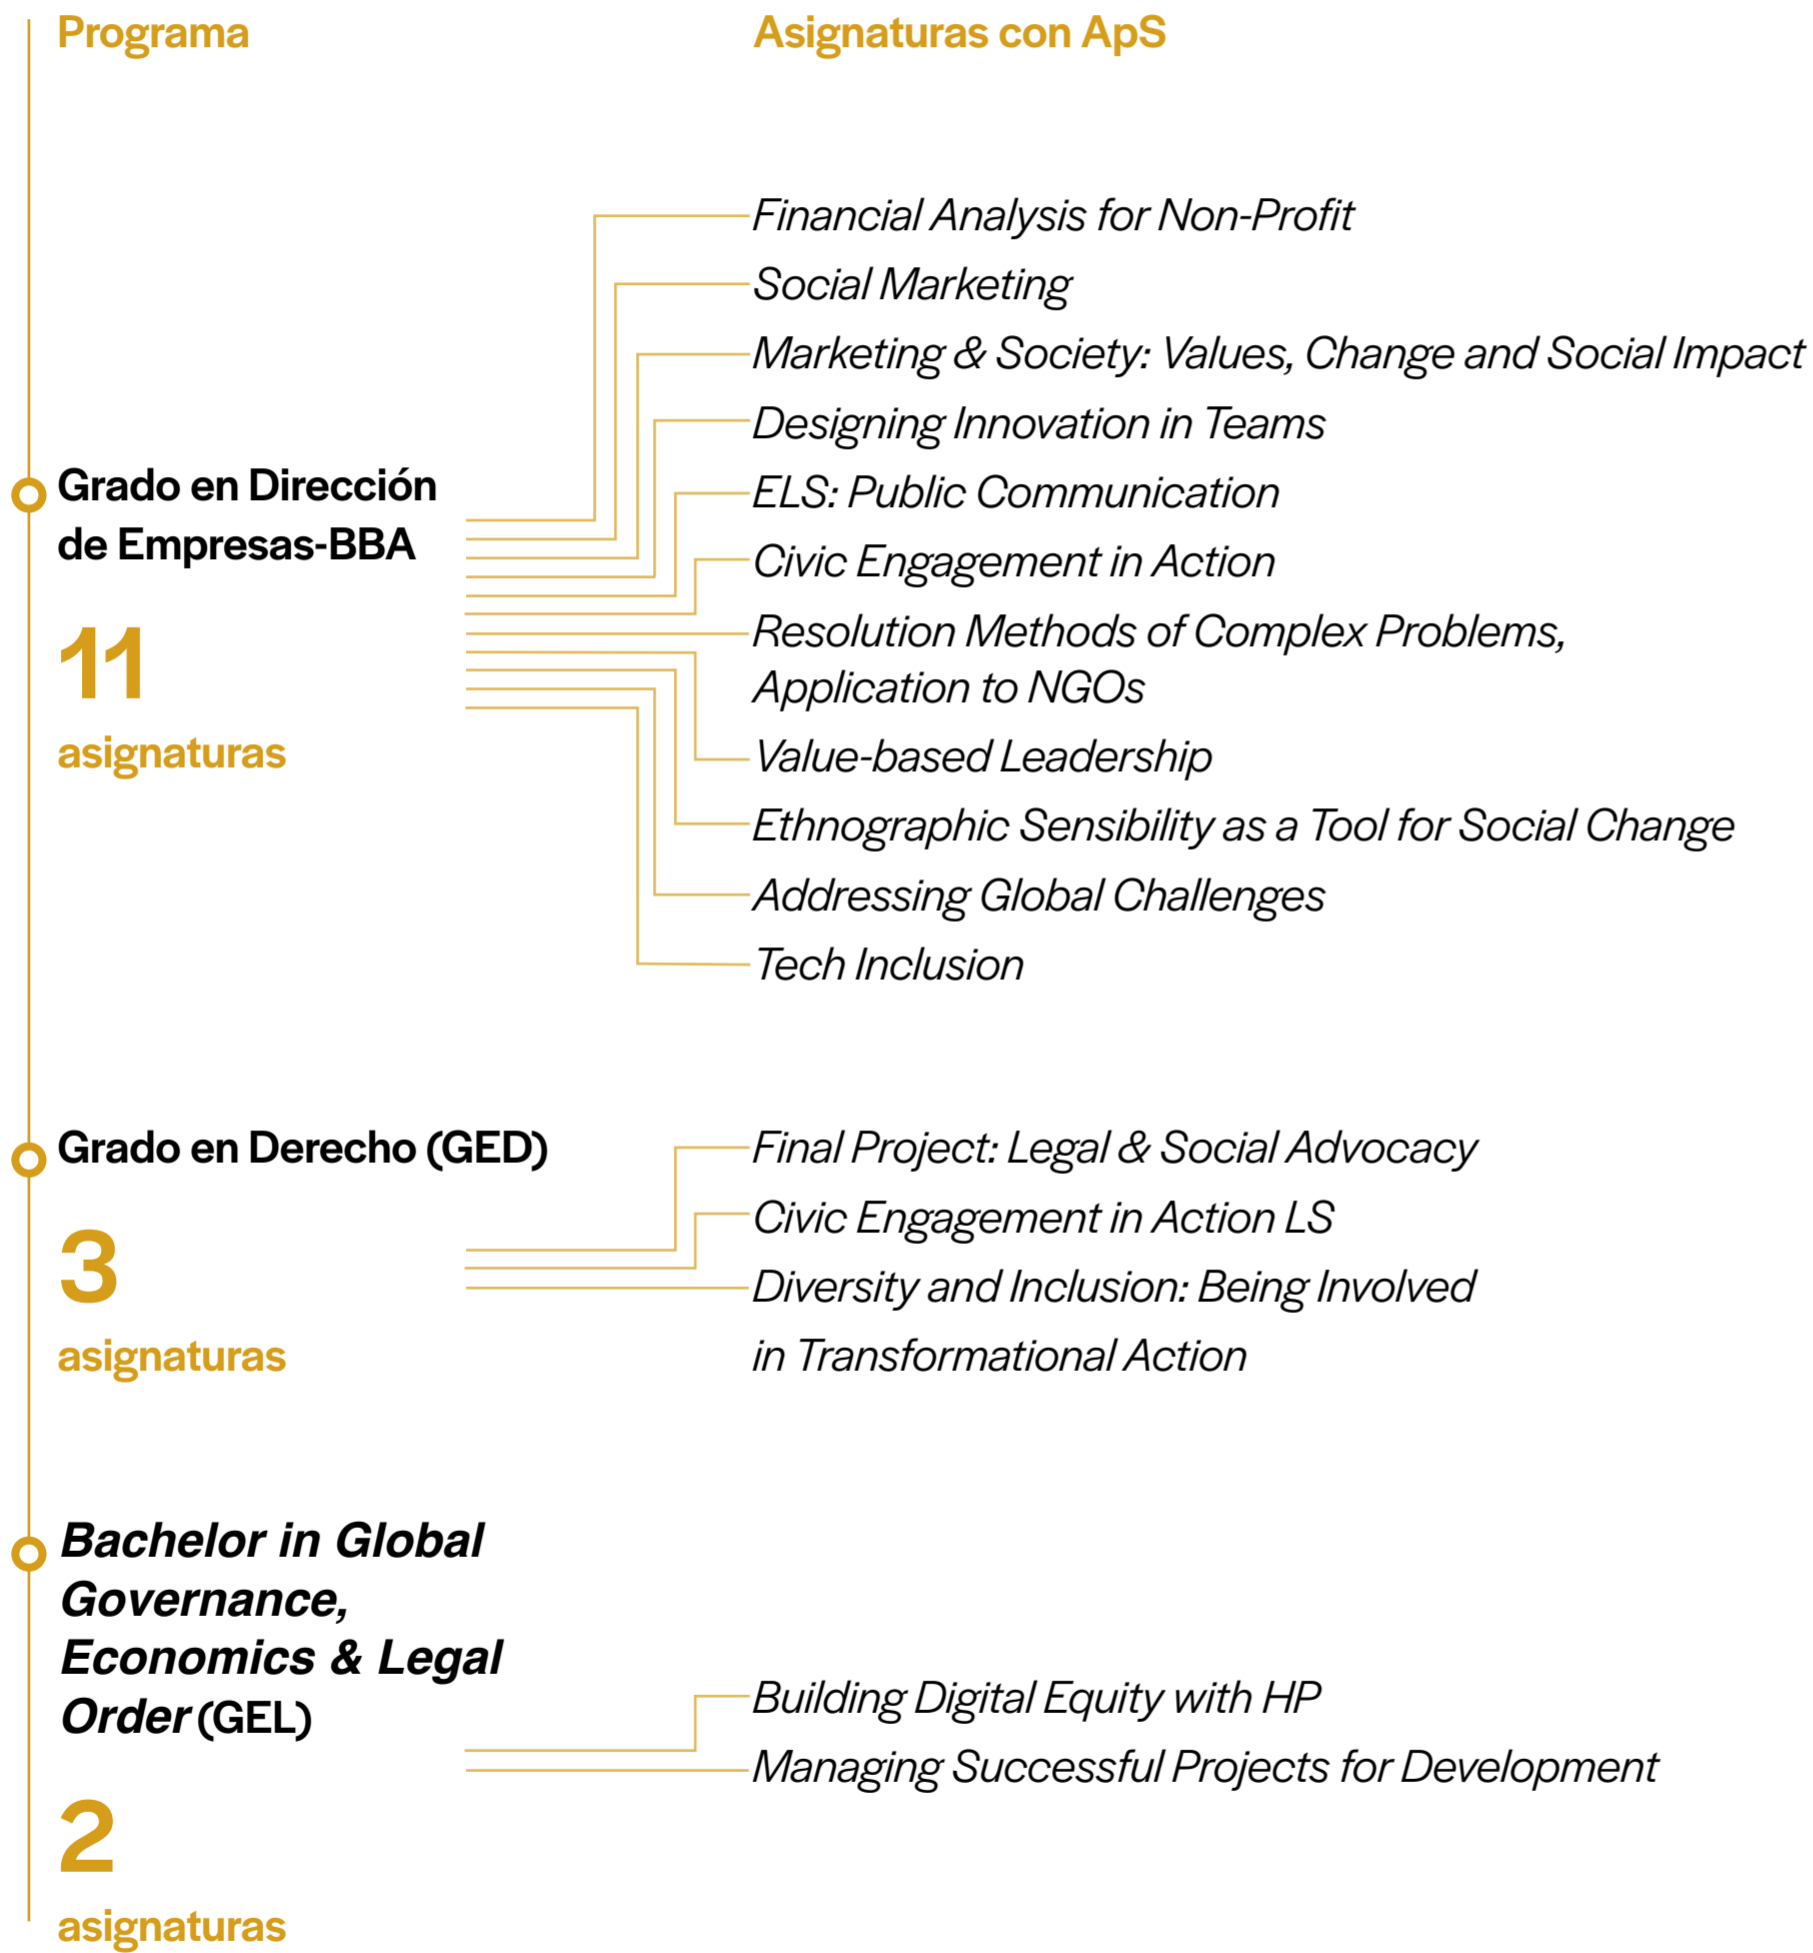 Programa
Asignaturas con ApS
Grado en Dirección
de Empresas-BBA
11
asignaturas
Financial Analysis for Non-Profit
Social Marketing
Marketing & Society: Values, Change and Social Impact
Designing Innovation in Teams
ELS: Public Communication
Civic Engagement in Action
Resolution Methods of Complex Problems,
Application to NGOs
Value-based Leadership
Ethnographic Sensibility as a Tool for Social Change
Addressing Global Challenges
Tech Inclusion
Grado en Derecho (GED)
3
asignaturas
Final Project: Legal & Social Advocacy
Civic Engagement in Action LS
Diversity and Inclusion: Being Involved
in Transformational Action
Bachelor in Global
Governance,
Economics & Legal
Order (GEL)
2
asignaturas
Building Digital Equity with HP
Managing Successful Projects for Development